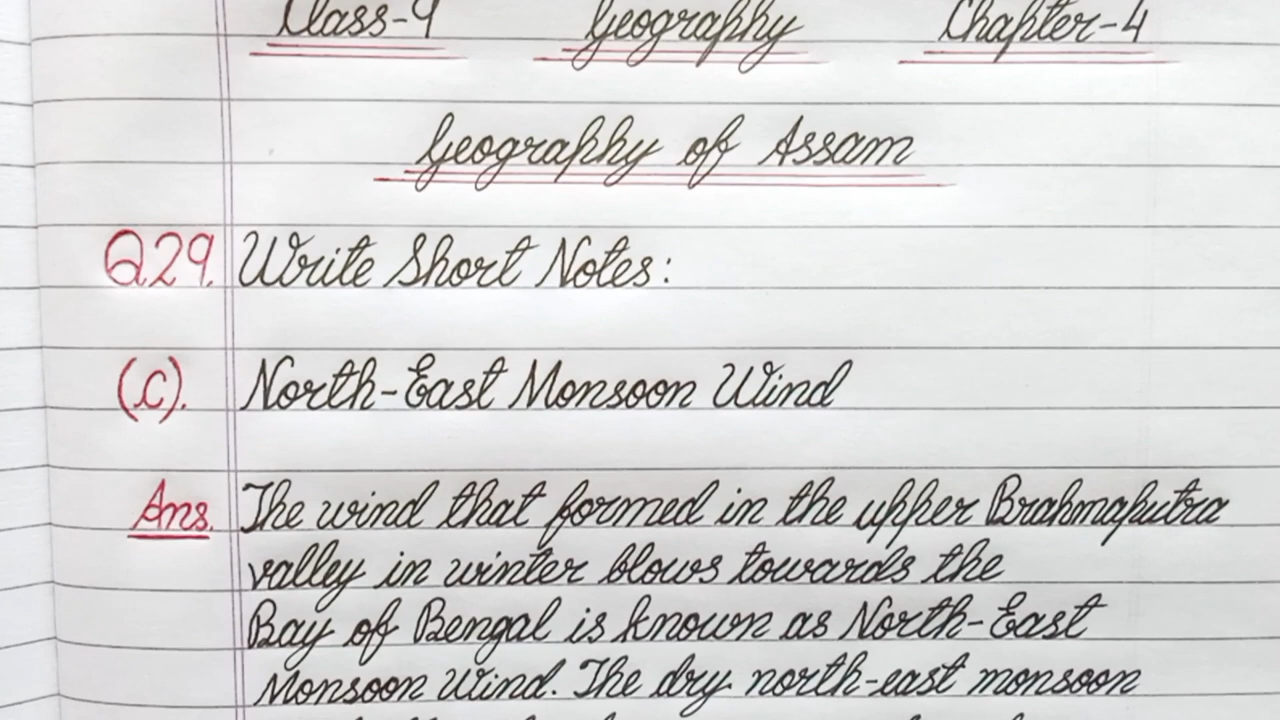 Class-9 Geography Chapter-4
Geography of Assam
Q.29. Write Short Notes:
(C). North-East Monsoon Wind
Ans. The wind that formed in the upper Brahmaputra
valley in winter blows towards the
Bay of Bengal is known as North-East
Monsoon Wind. The dry north-east monsoon